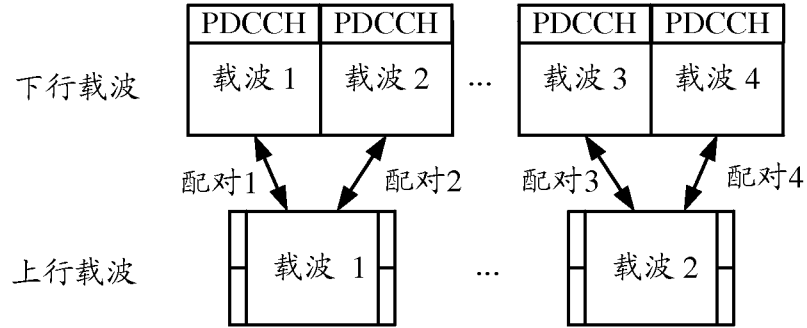 PDCCH PDCCH PDCCH PDCCH
下行载波 载波 1 载波 2 ... 载波 3 载波 4
配对1 配对2 配对3 配对4
上行载波 载波 1 ... 载波 2